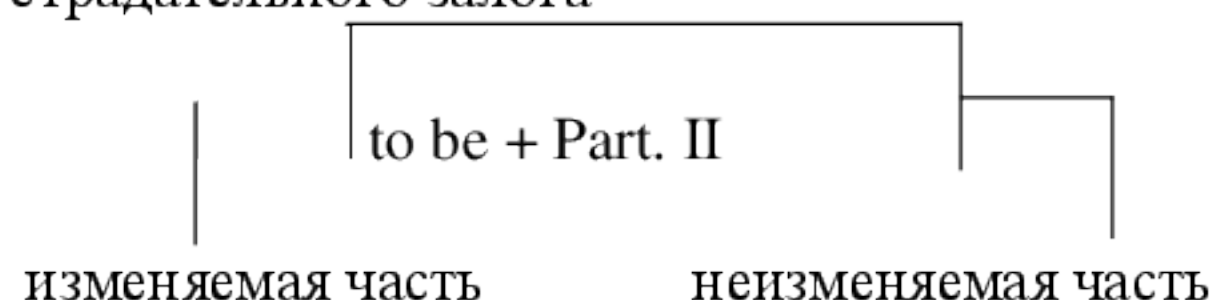 страдательного залога
to be + Part. II
изменяемая часть неизменяемая часть